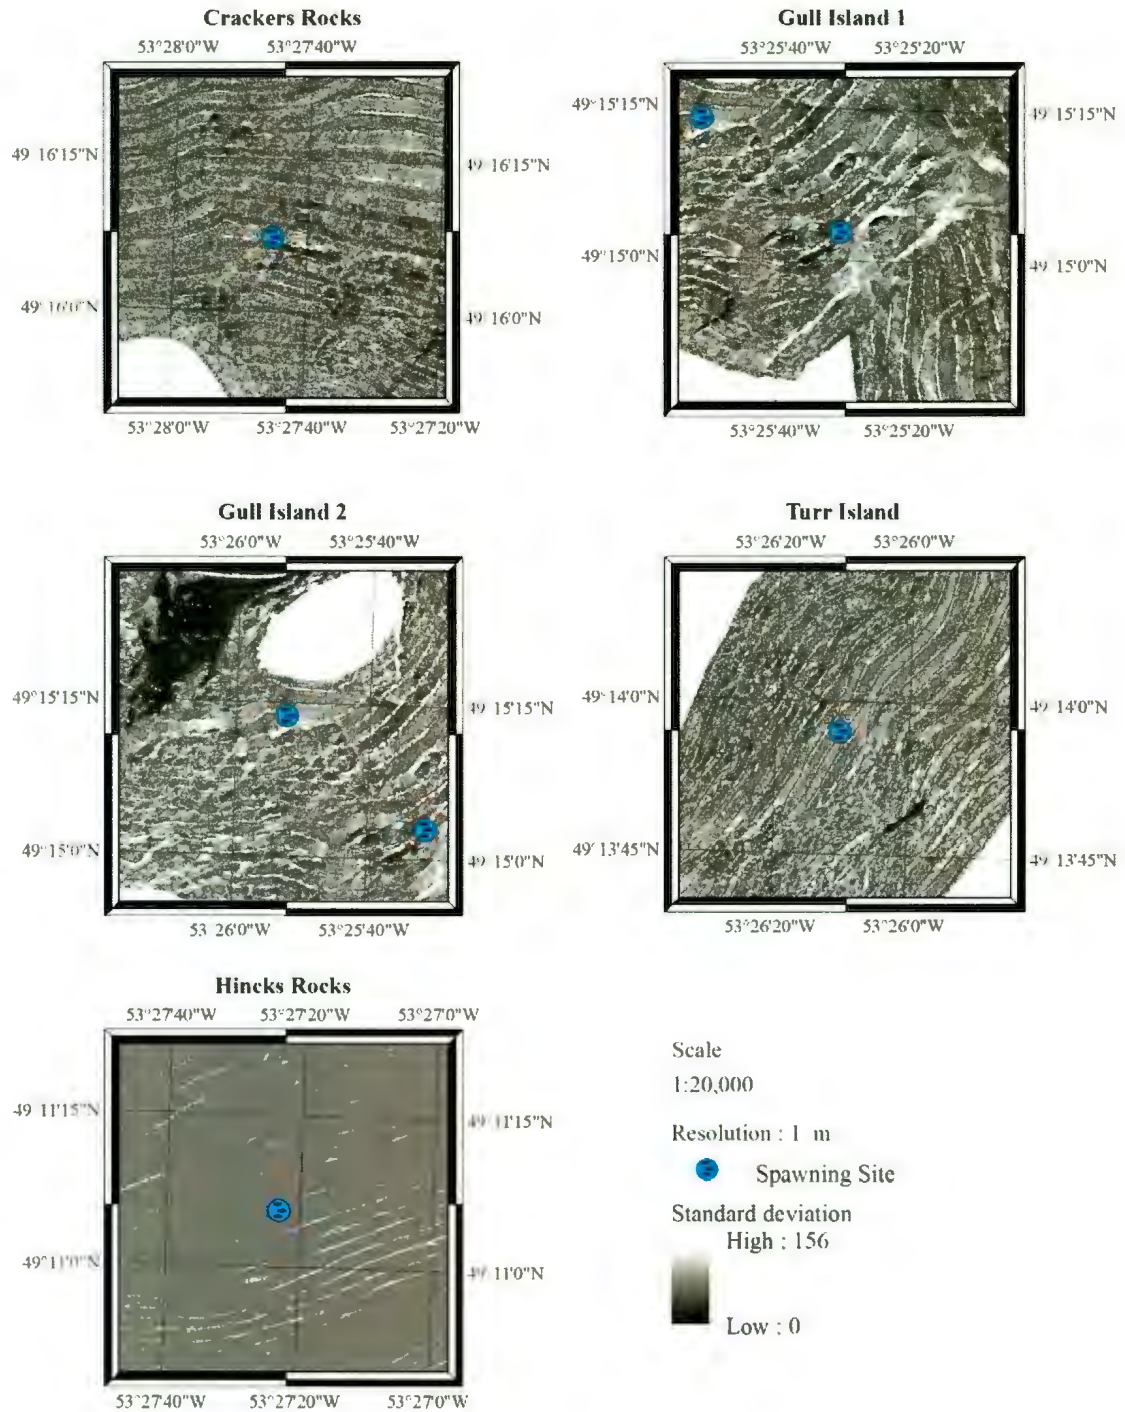 Crackers Rocks
53°28'0"W 53°27'40"W
49°16'15"N
49°16'15"N
49°16'0"N
49°16'0"N
53°28'0"W 53°27'40"W 53°27'20"W
Gull Island 1
53°25'40"W 53°25'20"W
49°15'15"N
49°15'15"N
49°15'0"N
49°15'0"N
53°25'40"W 53°25'20"W
Gull Island 2
53°26'0"W 53°25'40"W
49°15'15"N
49°15'15"N
49°15'0"N
49°15'0"N
53°26'0"W 53°25'40"W
Turr Island
53°26'20"W 53°26'0"W
49°14'0"N
49°14'0"N
49°13'45"N
49°13'45"N
53°26'20"W 53°26'0"W
Hincks Rocks
53°27'40"W 53°27'20"W 53°27'0"W
49°11'15"N
49°11'15"N
49°11'0"N
49°11'0"N
53°27'40"W 53°27'20"W 53°27'0"W
Scale
1:20,000
Resolution : 1 m
Spawning Site
Standard deviation
High : 156
Low : 0